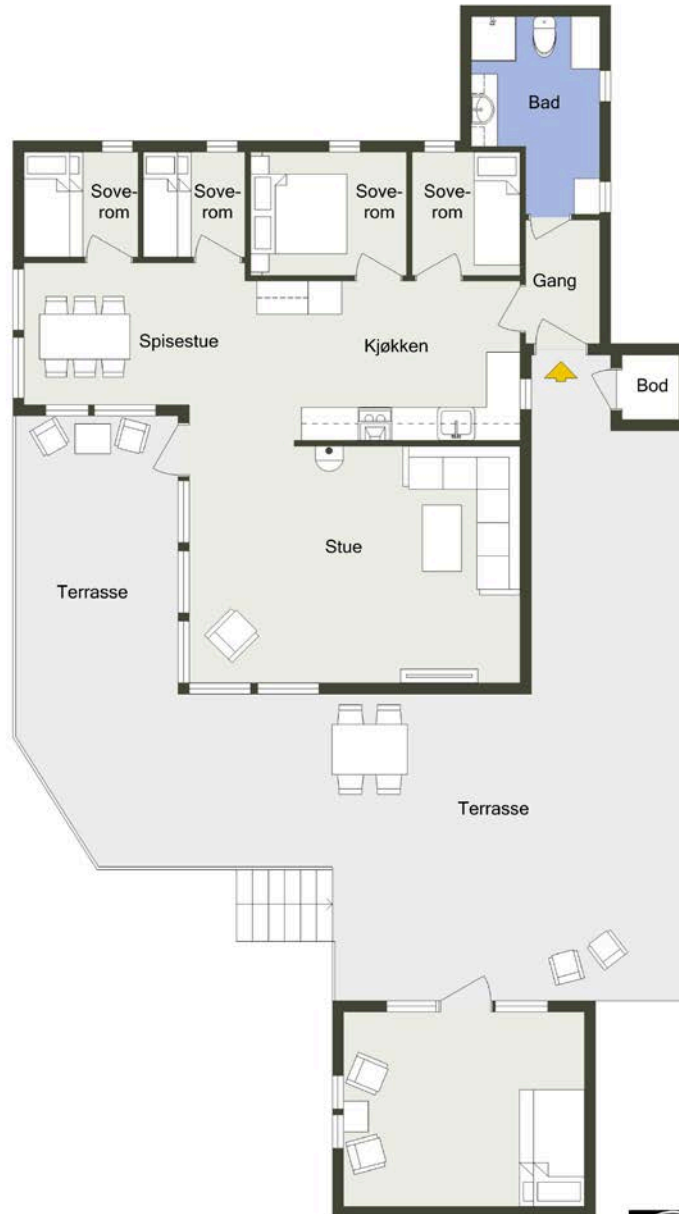 Bad
Sove-
rom
Sove-
rom
Sove-
rom
Sove-
rom
Gang
Spisestue
Kjøkken
Bod
Stue
Terrasse
Terrasse